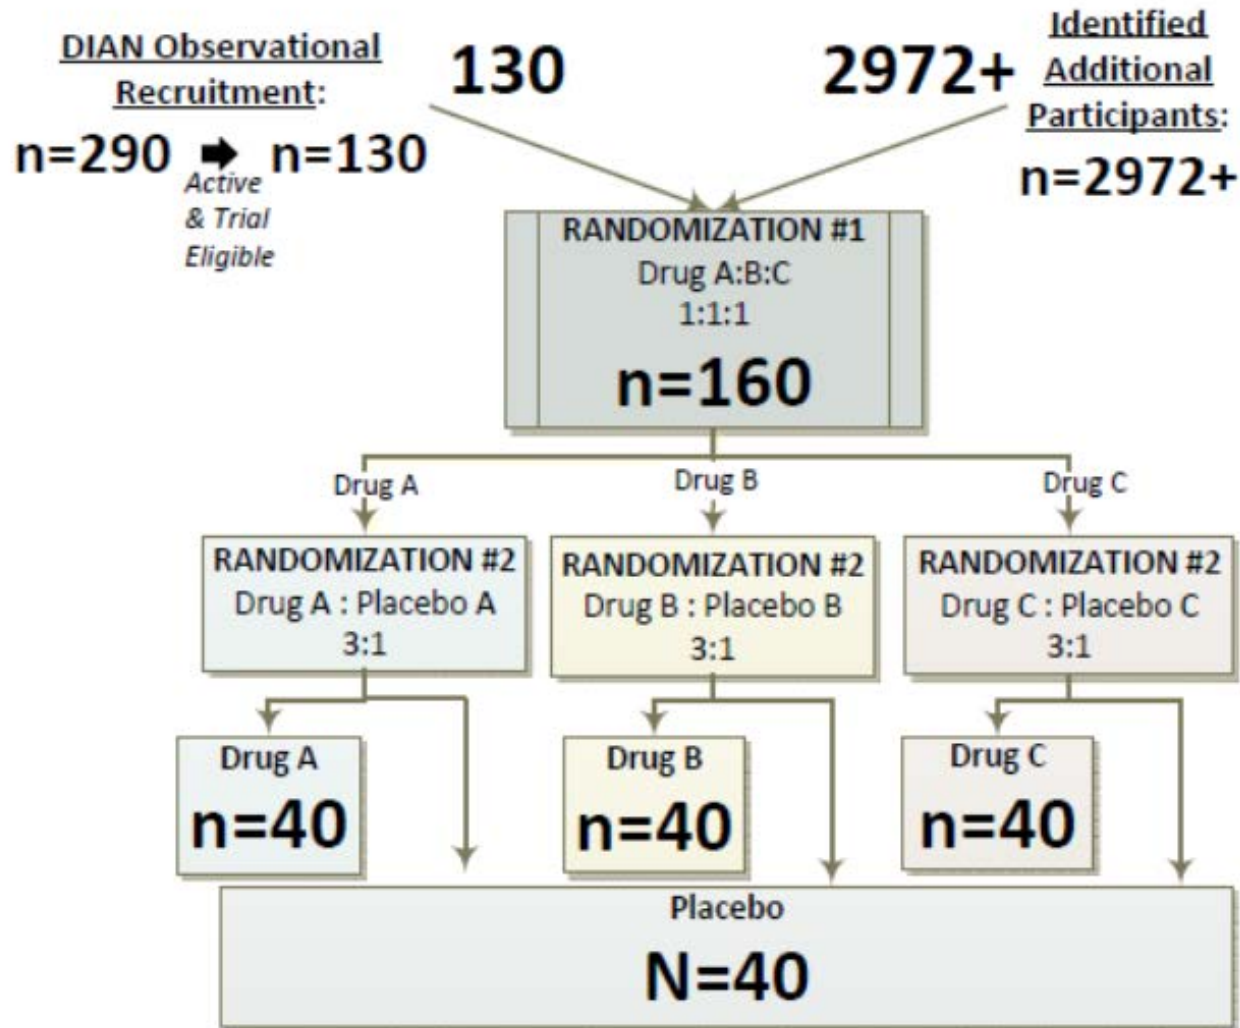 DIAN Observational
Recruitment:
n=290 n=130
Active
& Trial
Eligible
130
2972+
Identified
Additional
Participants:
n=2972+
RANDOMIZATION #1
Drug A:B:C
1:1:1
n=160
Drug A
Drug B
Drug C
RANDOMIZATION #2
Drug A : Placebo A
3:1
RANDOMIZATION #2
Drug B : Placebo B
3:1
RANDOMIZATION #2
Drug C : Placebo C
3:1
Drug A
n=40
Drug B
n=40
Drug C
n=40
Placebo
N=40